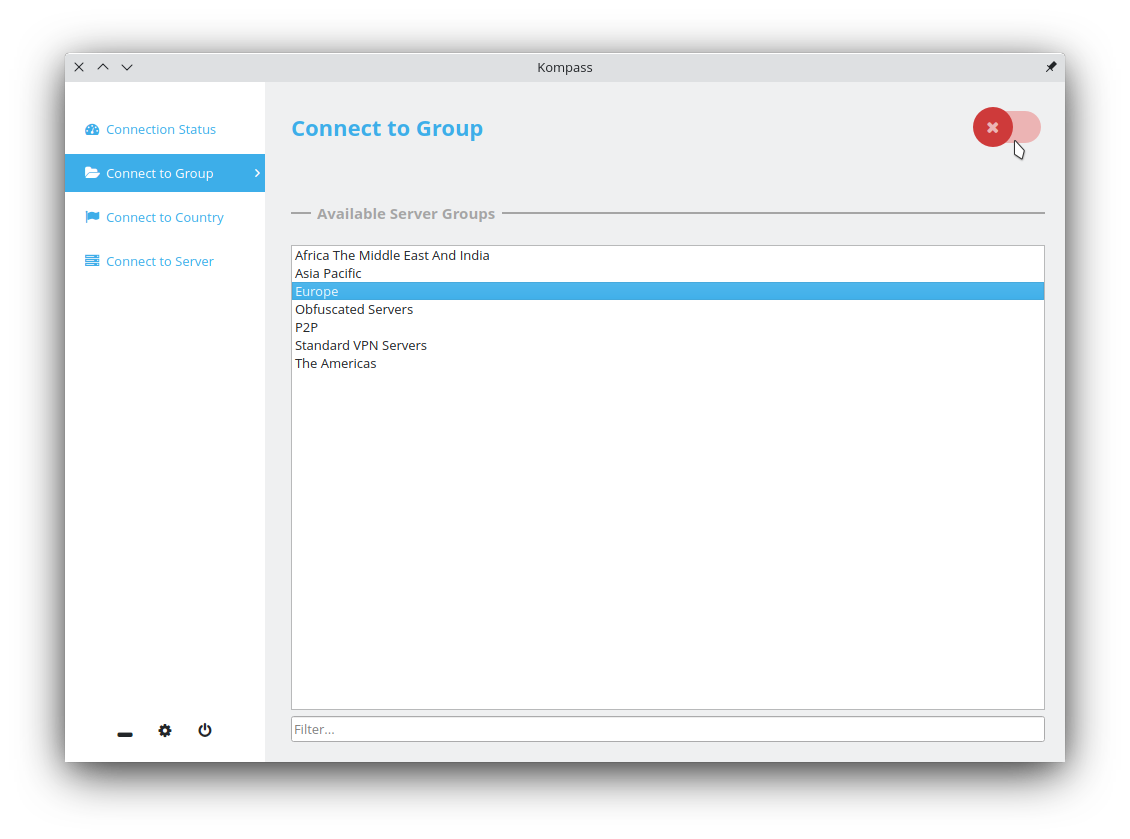 Kompass
Connection Status
Connect to Group
Connect to Country
Connect to Server
Connect to Group
Available Server Groups
Africa The Middle East And India
Asia Pacific
Europe
Obfuscated Servers
P2P
Standard VPN Servers
The Americas
Filter...